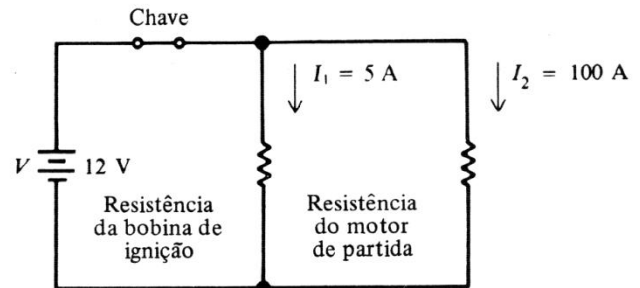 Chave
I₁ = 5 A
I₂ = 100 A
V
12 V
Resistência
da bobina de
ignição
Resistência
do motor
de partida